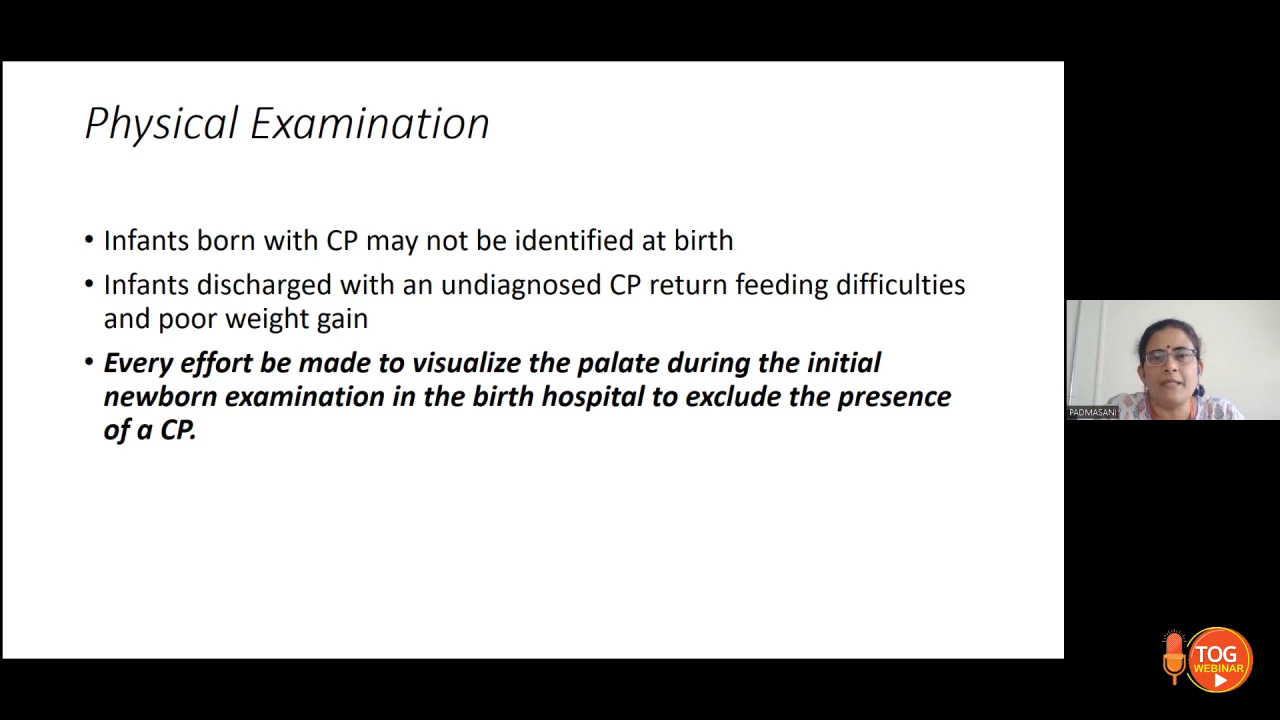 Physical Examination
• Infants born with CP may not be identified at birth
• Infants discharged with an undiagnosed CP return feeding difficulties
and poor weight gain
• Every effort be made to visualize the palate during the initial
newborn examination in the birth hospital to exclude the presence
of a CP.
PADMASANI
TOG
WEBINAR